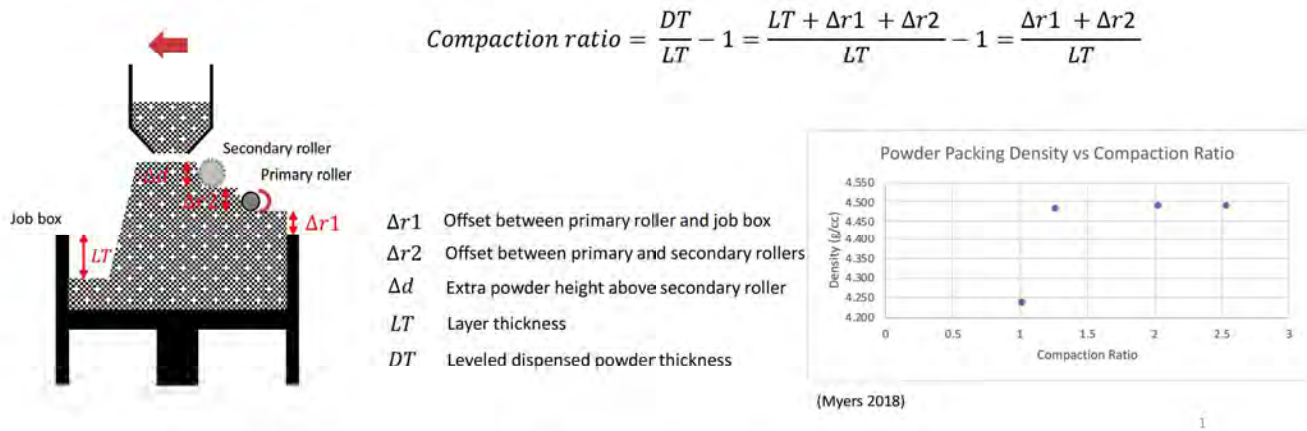 Compaction ratio = DT/LT − 1 = (LT + Δr1 + Δr2)/LT − 1 = (Δr1 + Δr2)/LT
Secondary roller
Primary roller
Δd
Δr2
Δr1
Job box
LT
Δr1 Offset between primary roller and job box
Δr2 Offset between primary and secondary rollers
Δd Extra powder height above secondary roller
LT Layer thickness
DT Leveled dispensed powder thickness
Powder Packing Density vs Compaction Ratio
Density (g/cc)
4.550
4.500
4.450
4.400
4.350
4.300
4.250
4.200
0 0.5 1 1.5 2 2.5 3
Compaction Ratio
(Myers 2018)
1